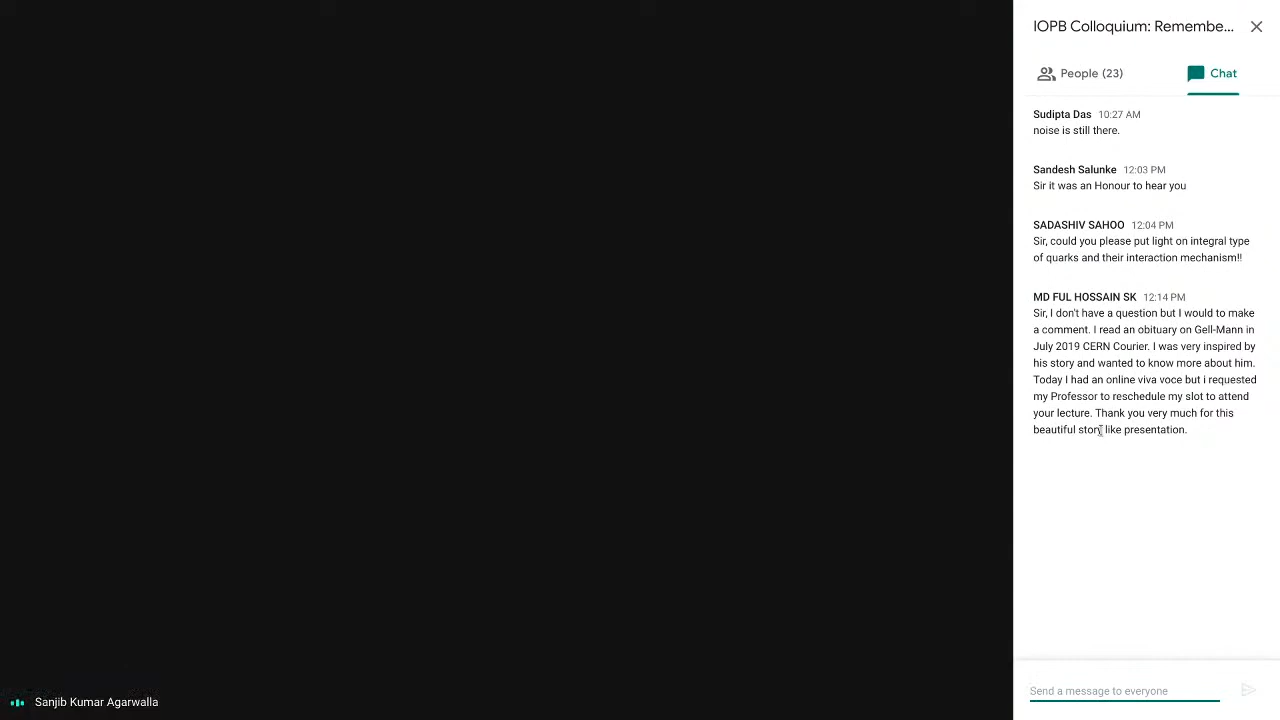 IOPB Colloquium: Remembe...
People (23)
Chat
Sudipta Das 10:27 AM
noise is still there.
Sandesh Salunke 12:03 PM
Sir it was an Honour to hear you
SADASHIV SAHOO 12:04 PM
Sir, could you please put light on integral type
of quarks and their interaction mechanism!!
MD FUL HOSSAIN SK 12:14 PM
Sir, I don't have a question but I would to make
a comment. I read an obituary on Gell-Mann in
July 2019 CERN Courier. I was very inspired by
his story and wanted to know more about him.
Today I had an online viva voce but i requested
my Professor to reschedule my slot to attend
your lecture. Thank you very much for this
beautiful story like presentation.
Send a message to everyone
Sanjib Kumar Agarwalla